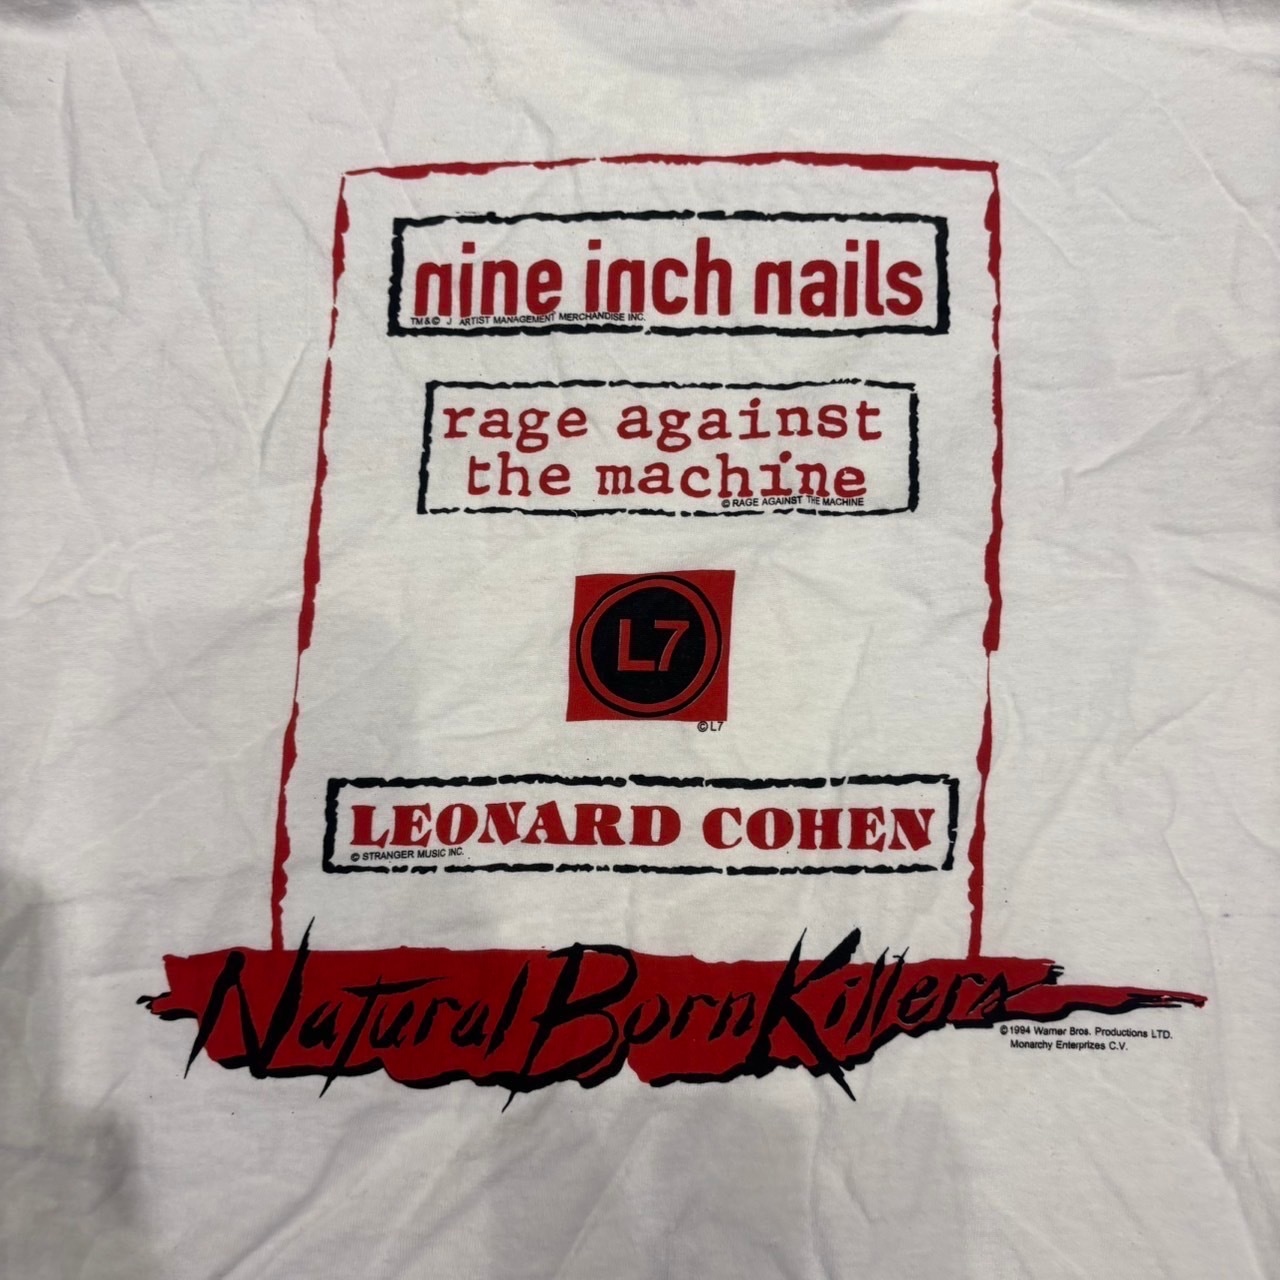 nine inch nails
TM & © J ARTIST MANAGEMENT MERCHANDISE INC.
rage against
the machine
© RAGE AGAINST THE MACHINE
L7
© L7
LEONARD COHEN
© STRANGER MUSIC INC.
Natural Born Killers
© 1994 Warner Bros. Productions LTD.
Monarchy Enterprizes C.V.